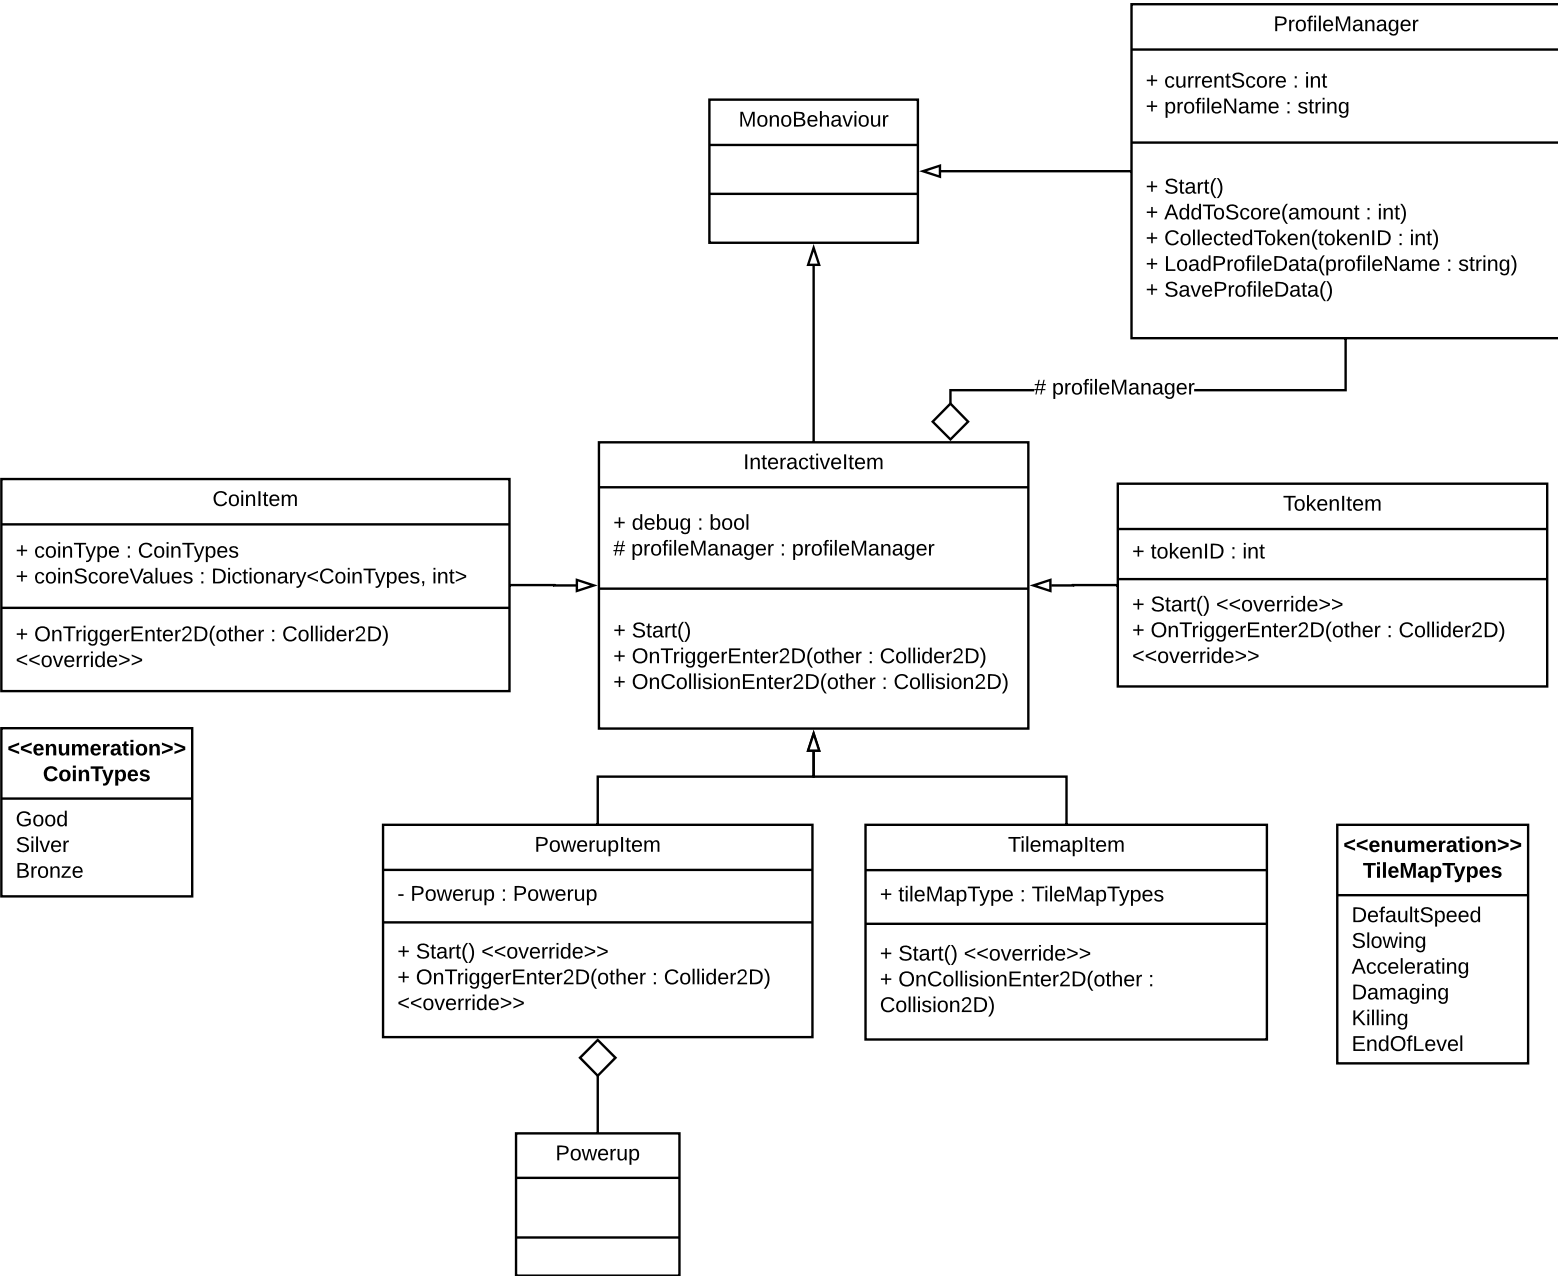 ProfileManager
+ currentScore : int
+ profileName : string
+ Start()
+ AddToScore(amount : int)
+ CollectedToken(tokenID : int)
+ LoadProfileData(profileName : string)
+ SaveProfileData()
MonoBehaviour
# profileManager
InteractiveItem
+ debug : bool
# profileManager : profileManager
+ Start()
+ OnTriggerEnter2D(other : Collider2D)
+ OnCollisionEnter2D(other : Collision2D)
CoinItem
+ coinType : CoinTypes
+ coinScoreValues : Dictionary<CoinTypes, int>
+ OnTriggerEnter2D(other : Collider2D)
<<override>>
TokenItem
+ tokenID : int
+ Start() <<override>>
+ OnTriggerEnter2D(other : Collider2D)
<<override>>
<<enumeration>>
CoinTypes
Good
Silver
Bronze
PowerupItem
- Powerup : Powerup
+ Start() <<override>>
+ OnTriggerEnter2D(other : Collider2D)
<<override>>
TilemapItem
+ tileMapType : TileMapTypes
+ Start() <<override>>
+ OnCollisionEnter2D(other :
Collision2D)
<<enumeration>>
TileMapTypes
DefaultSpeed
Slowing
Accelerating
Damaging
Killing
EndOfLevel
Powerup